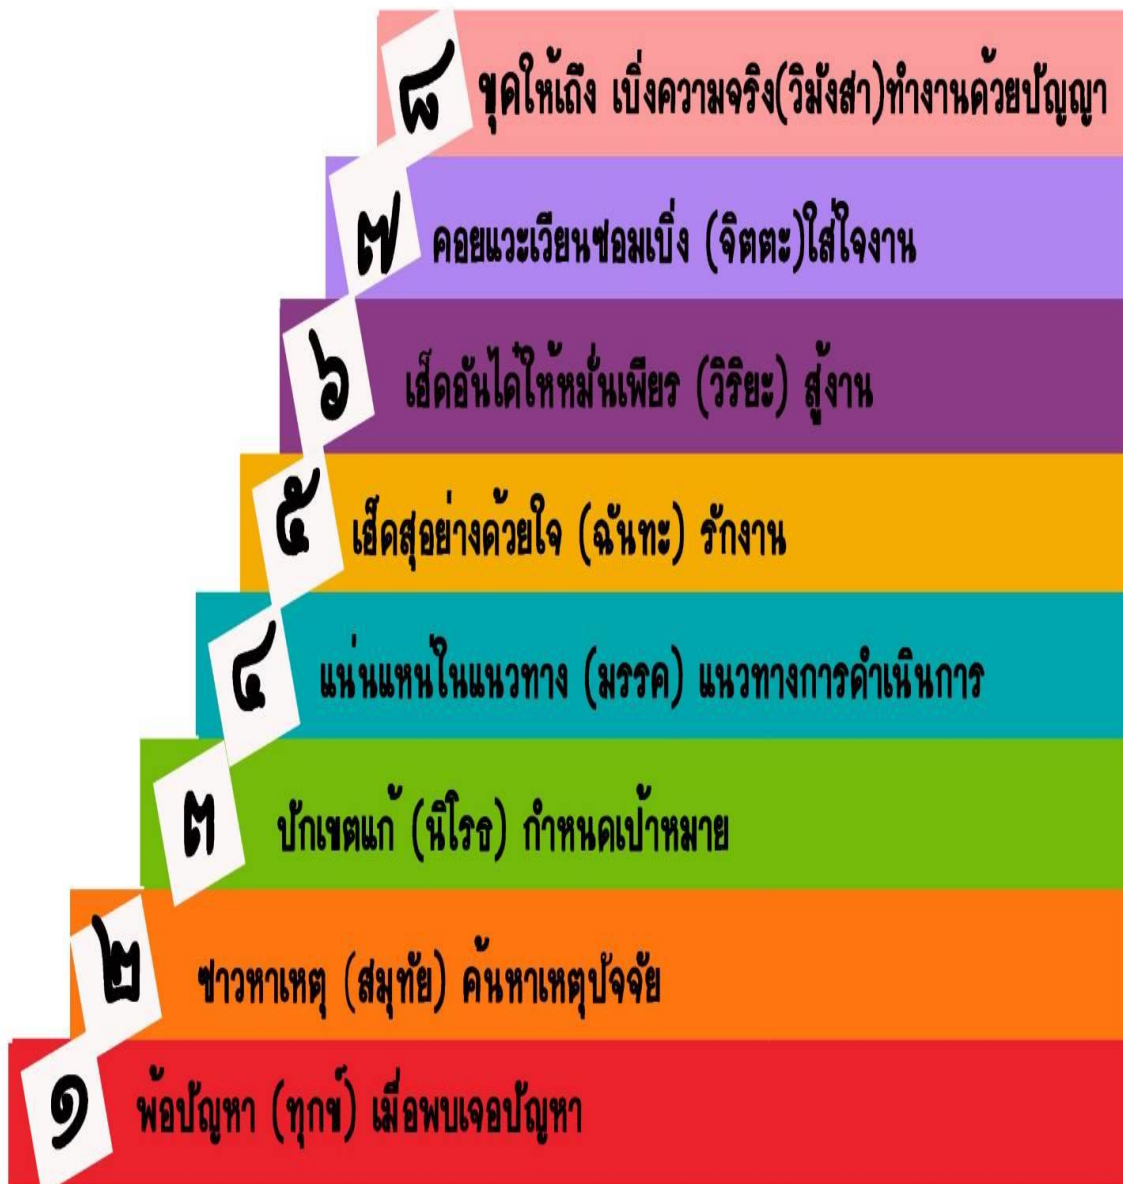 ๘ ขุดให้เถิง เบิ่งความจริง(วิมังสา)ทำงานด้วยปัญญา
๗ คอยแวะเวียนซอมเบิ่ง (จิตตะ)ใส่ใจงาน
๖ เฮ็ดอันใด๋ให้หมั่นเพียร (วิริยะ) สู้งาน
๕ เฮ็ดสุอย่างด้วยใจ (ฉันทะ) รักงาน
๔ แน่นแหน่ในแนวทาง (มรรค) แนวทางการดำเนินการ
๓ ปักเขตแก้ (นิโรธ) กำหนดเป้าหมาย
๒ ซาวหาเหตุ (สมุทัย) ค้นหาเหตุปัจจัย
๑ พ้อปัญหา (ทุกข์) เมื่อพบเจอปัญหา